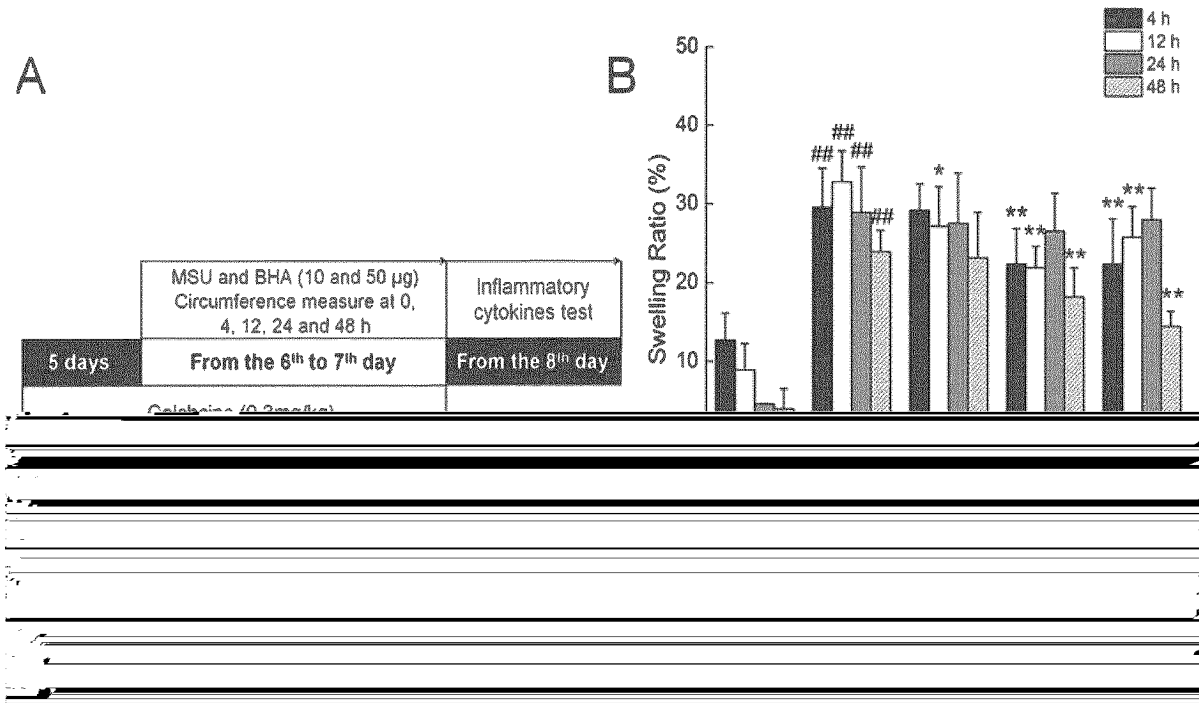 A
MSU and BHA (10 and 50 µg)
Circumference measure at 0,
4, 12, 24 and 48 h
Inflammatory
cytokines test
5 days
From the 6th to 7th day
From the 8th day
B
4 h
12 h
24 h
48 h
Swelling Ratio (%)
50
40
30
20
10
## ## ## ##
*
** ** **
** ** **